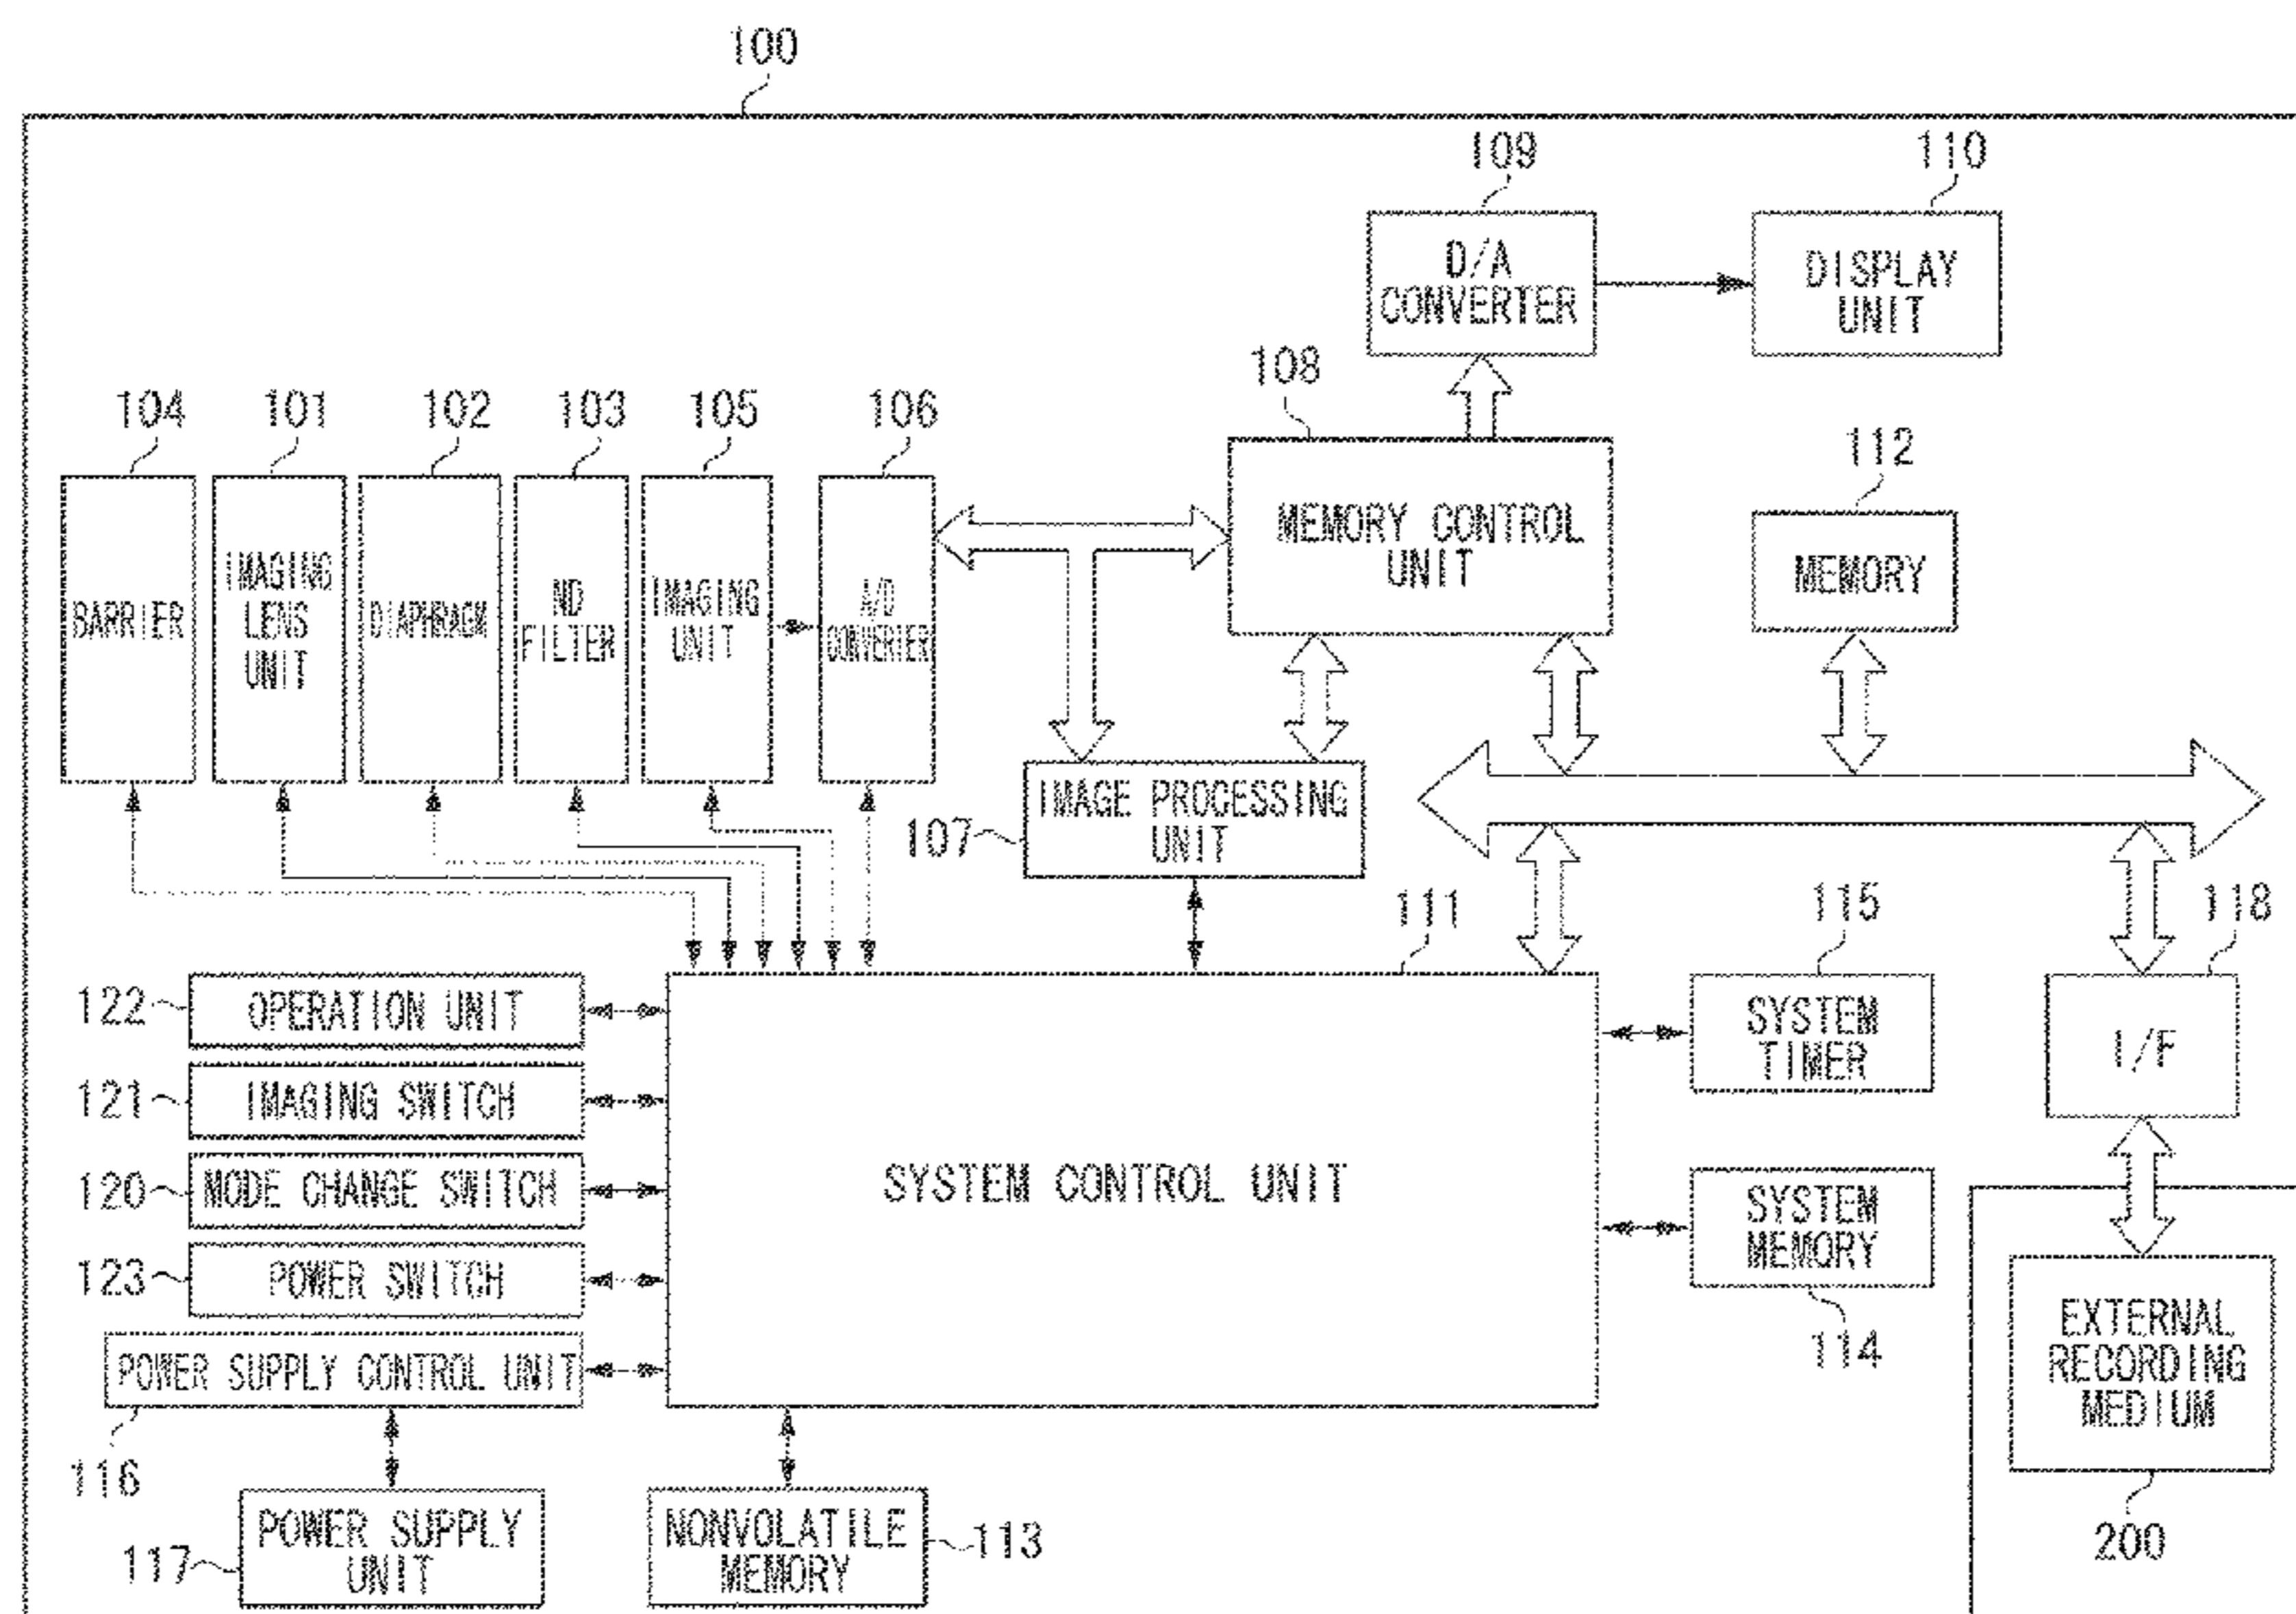 100
109
110
D/A
CONVERTER
DISPLAY
UNIT
108
104
101
102
103
105
106
112
BARRIER
IMAGING
LENS
UNIT
DIAPHRAGM
ND
FILTER
IMAGING
UNIT
A/D
CONVERTER
MEMORY CONTROL
UNIT
MEMORY
107
IMAGE PROCESSING
UNIT
111
115
118
122
OPERATION UNIT
121
IMAGING SWITCH
120
MODE CHANGE SWITCH
123
POWER SWITCH
POWER SUPPLY CONTROL UNIT
116
SYSTEM CONTROL UNIT
SYSTEM
TIMER
I/F
SYSTEM
MEMORY
114
EXTERNAL
RECORDING
MEDIUM
200
117
POWER SUPPLY
UNIT
NONVOLATILE
MEMORY
113